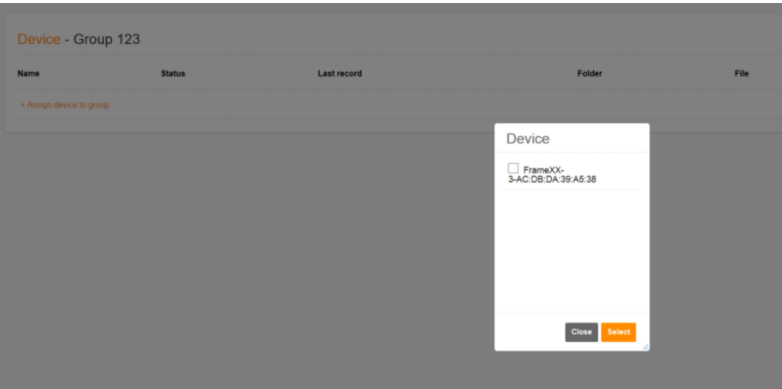 Device - Group 123
Name Status Last record Folder File
+ Assign device to group
Device
FrameXX-
3-AC:DB:DA:39:A5:38
Close Select